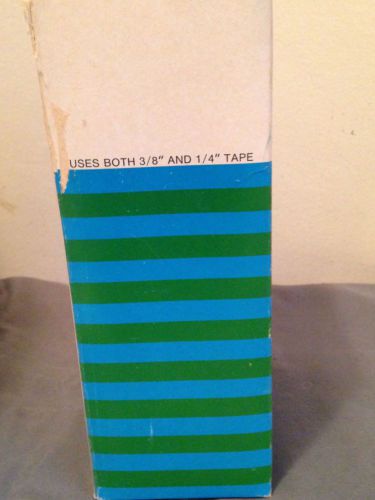 USES BOTH 3/8" AND 1/4" TAPE